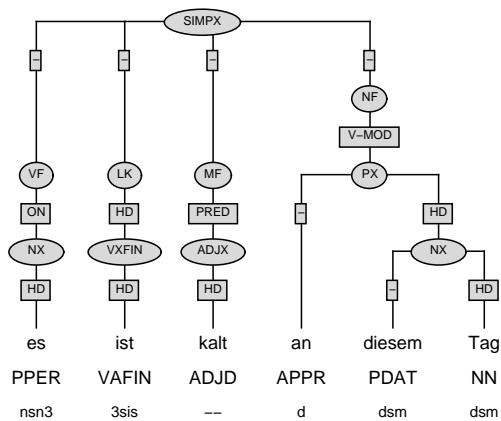 SIMPX
– – – –
NF
V–MOD
VF LK MF PX
ON HD PRED – HD
NX VXFIN ADJX NX
HD HD HD – HD
es ist kalt an diesem Tag
PPER VAFIN ADJD APPR PDAT NN
nsn3 3sis –– d dsm dsm